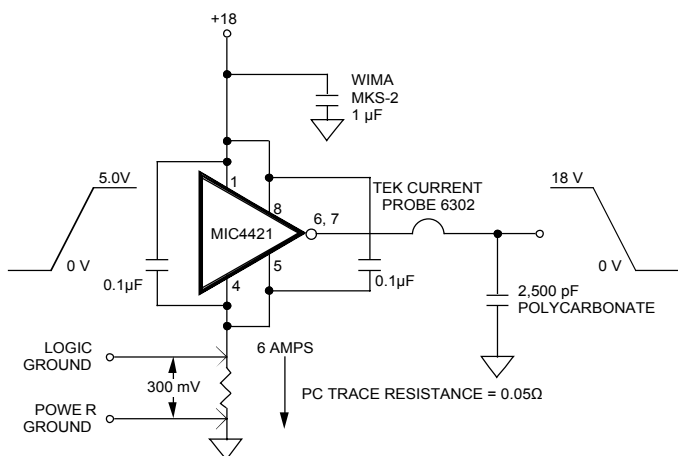 +18
WIMA
MKS-2
1 µF
5.0V
0 V
0.1µF
1
8
MIC4421
6, 7
5
4
TEK CURRENT
PROBE 6302
0.1µF
18 V
0 V
2,500 pF
POLYCARBONATE
LOGIC
GROUND
300 mV
6 AMPS
PC TRACE RESISTANCE = 0.05Ω
POWE R
GROUND